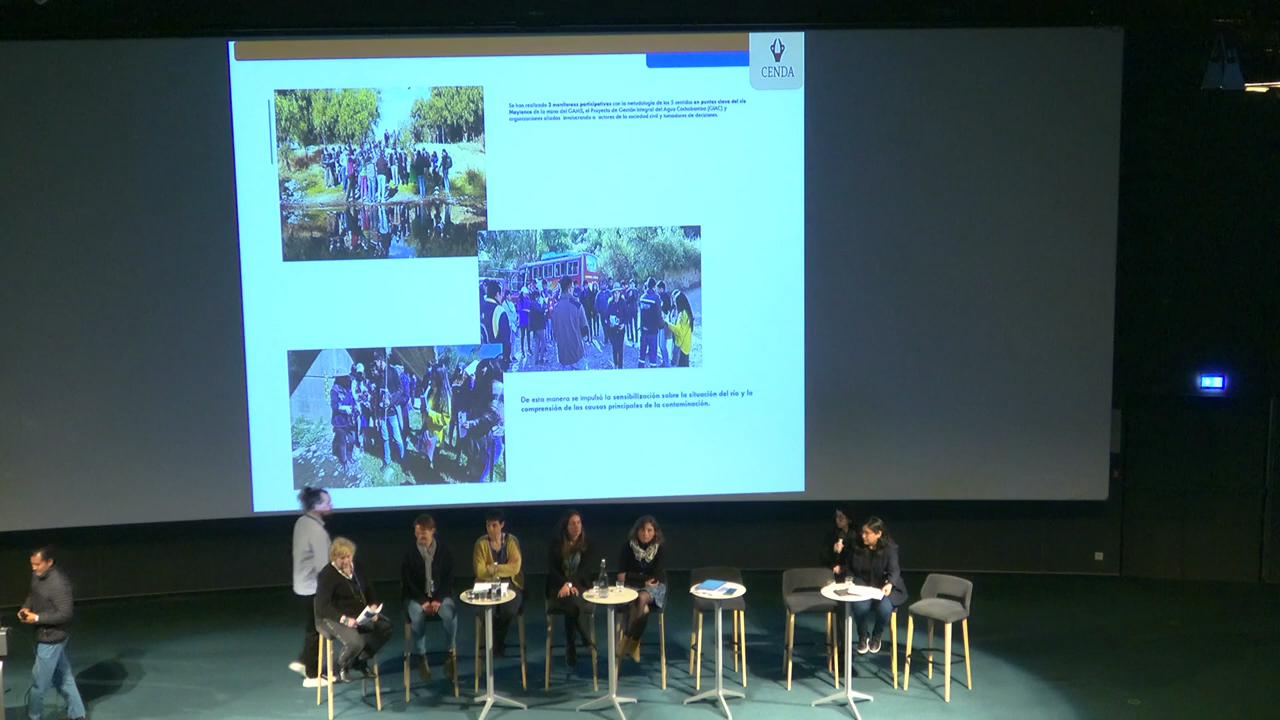 CENDA
Se han realizado 3 monitoreos participativos con la metodología de los 5 sentidos en puntos clave del río
Maylanco de la mano del GAMS, el Proyecto de Gestión Integral del Agua Cochabamba (GIAC) y
organizaciones aliadas involucrando a actores de la sociedad civil y tomadores de decisiones.
De esta manera se impulsó la sensibilización sobre la situación del río y la
comprensión de las causas principales de la contaminación.